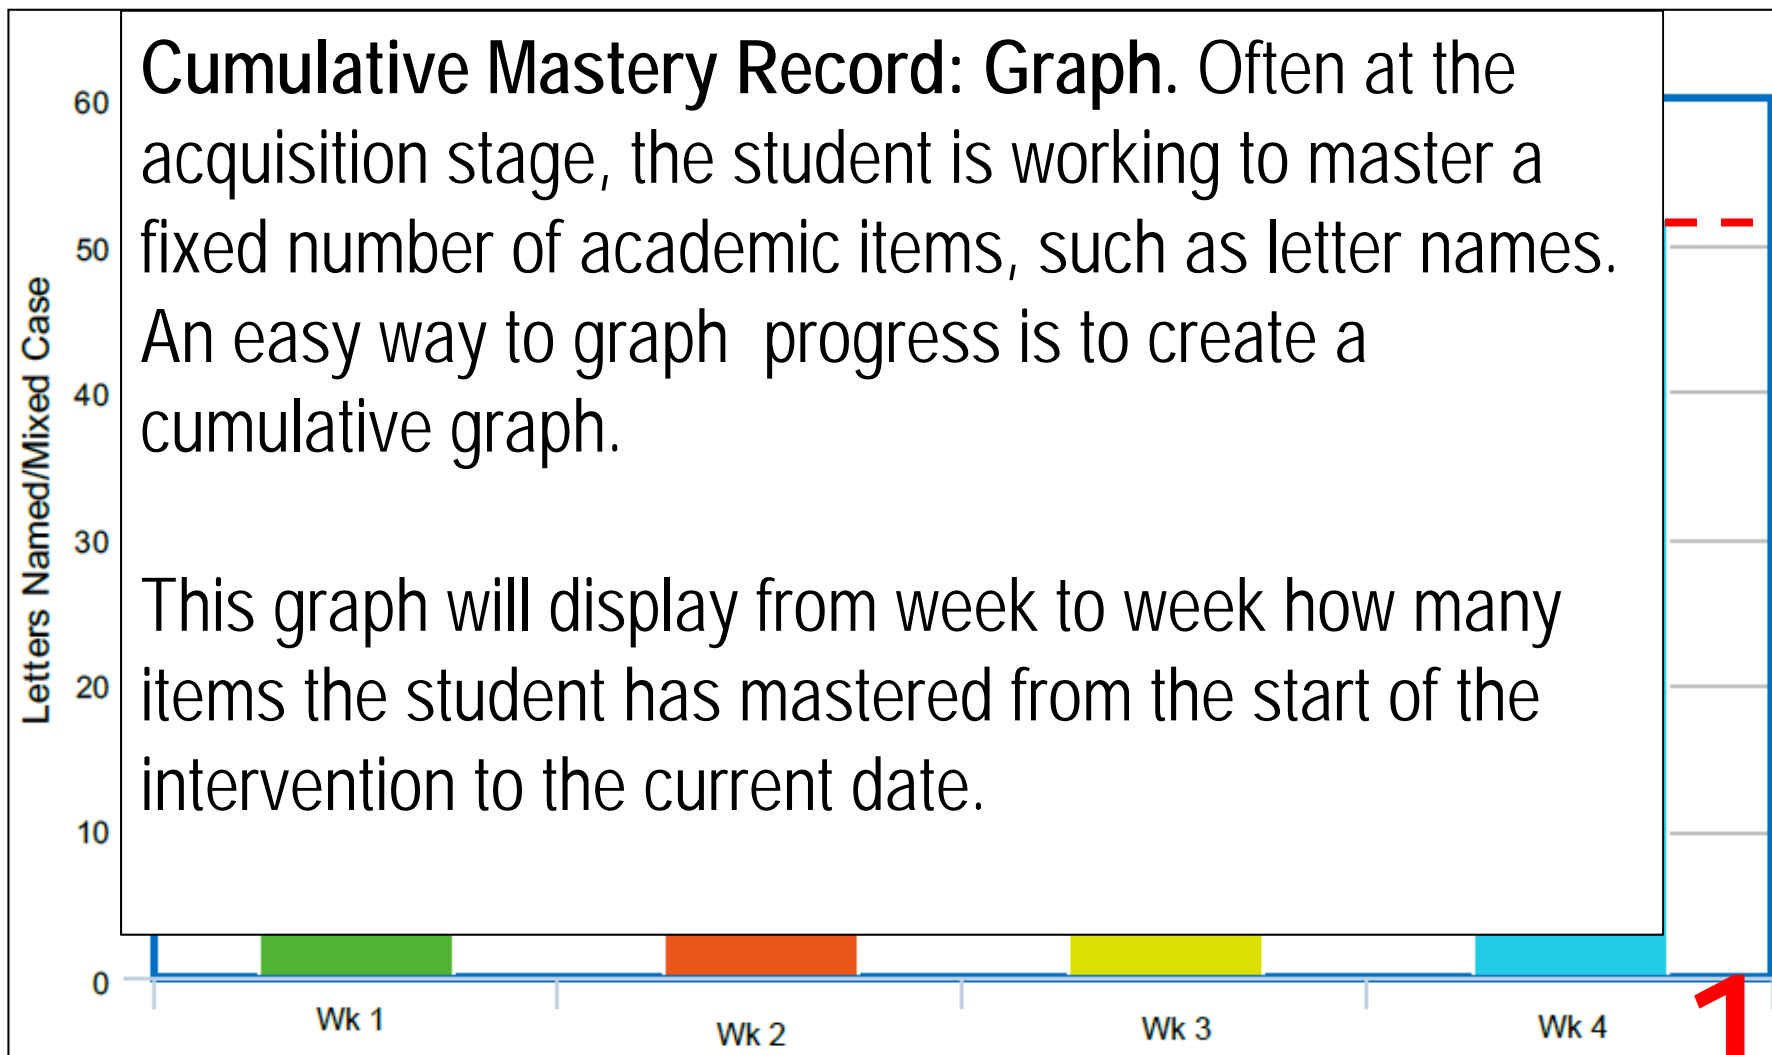 Cumulative Mastery Record: Graph. Often at the
acquisition stage, the student is working to master a
fixed number of academic items, such as letter names.
An easy way to graph progress is to create a
cumulative graph.
This graph will display from week to week how many
items the student has mastered from the start of the
intervention to the current date.
Letters Named/Mixed Case
60
50
40
30
20
10
0
Wk 1
Wk 2
Wk 3
Wk 4
1